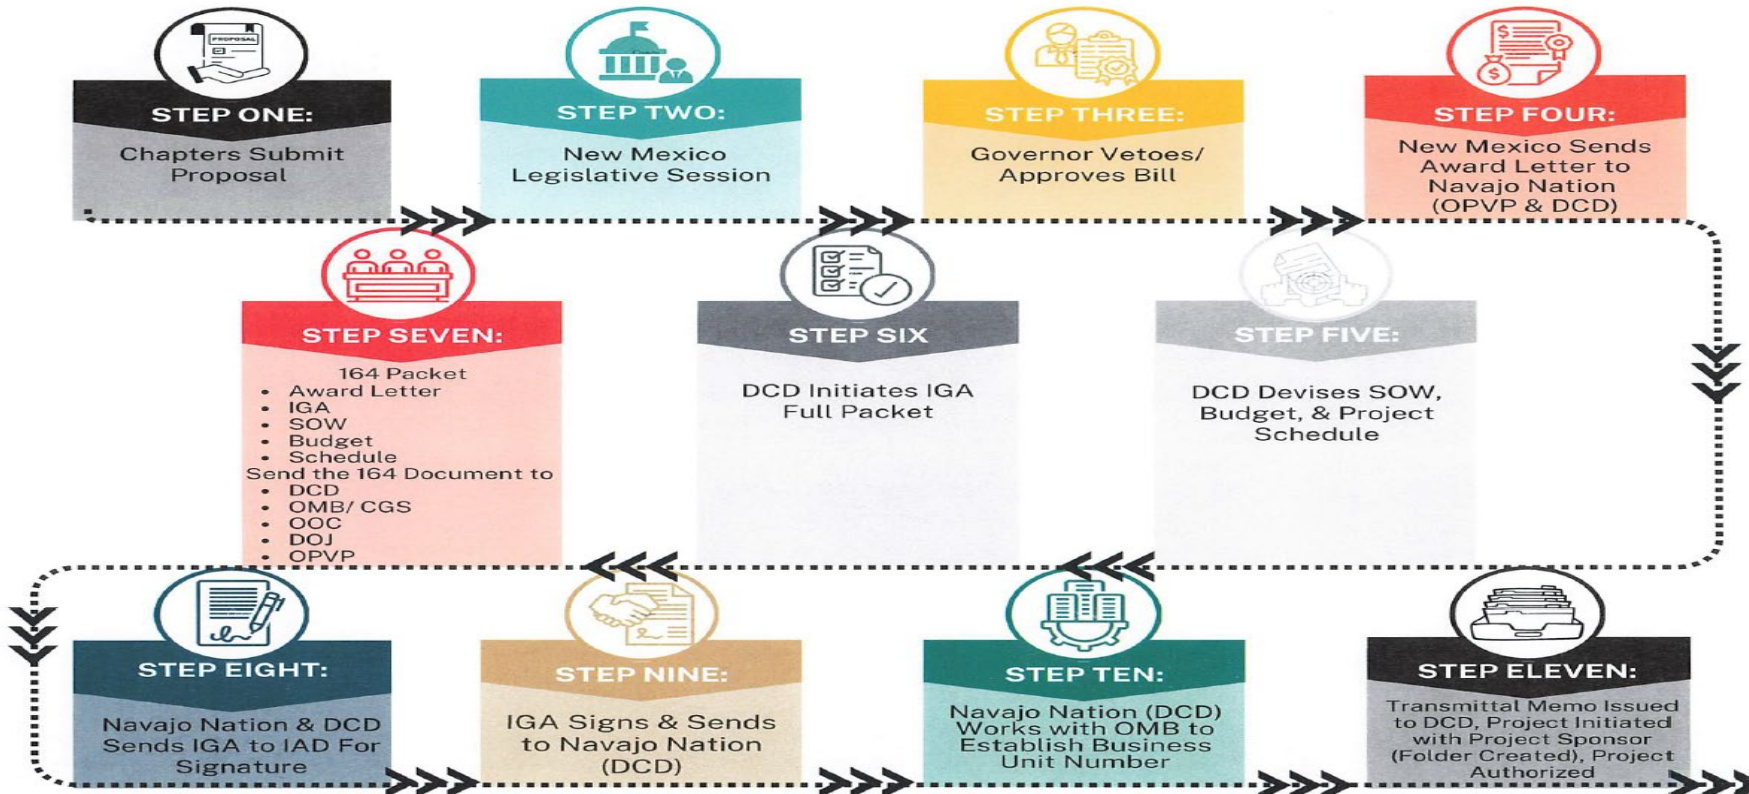 PROPOSAL
STEP ONE:
Chapters Submit
Proposal
STEP TWO:
New Mexico
Legislative Session
STEP THREE:
Governor Vetoes/
Approves Bill
STEP FOUR:
New Mexico Sends
Award Letter to
Navajo Nation
(OPVP & DCD)
STEP FIVE:
DCD Devises SOW,
Budget, & Project
Schedule
STEP SIX
DCD Initiates IGA
Full Packet
STEP SEVEN:
164 Packet
• Award Letter
• IGA
• SOW
• Budget
• Schedule
Send the 164 Document to
• DCD
• OMB/ CGS
• OOC
• DOJ
• OPVP
STEP EIGHT:
Navajo Nation & DCD
Sends IGA to IAD For
Signature
STEP NINE:
IGA Signs & Sends
to Navajo Nation
(DCD)
STEP TEN:
Navajo Nation (DCD)
Works with OMB to
Establish Business
Unit Number
STEP ELEVEN:
Transmittal Memo Issued
to DCD, Project Initiated
with Project Sponsor
(Folder Created), Project
Authorized